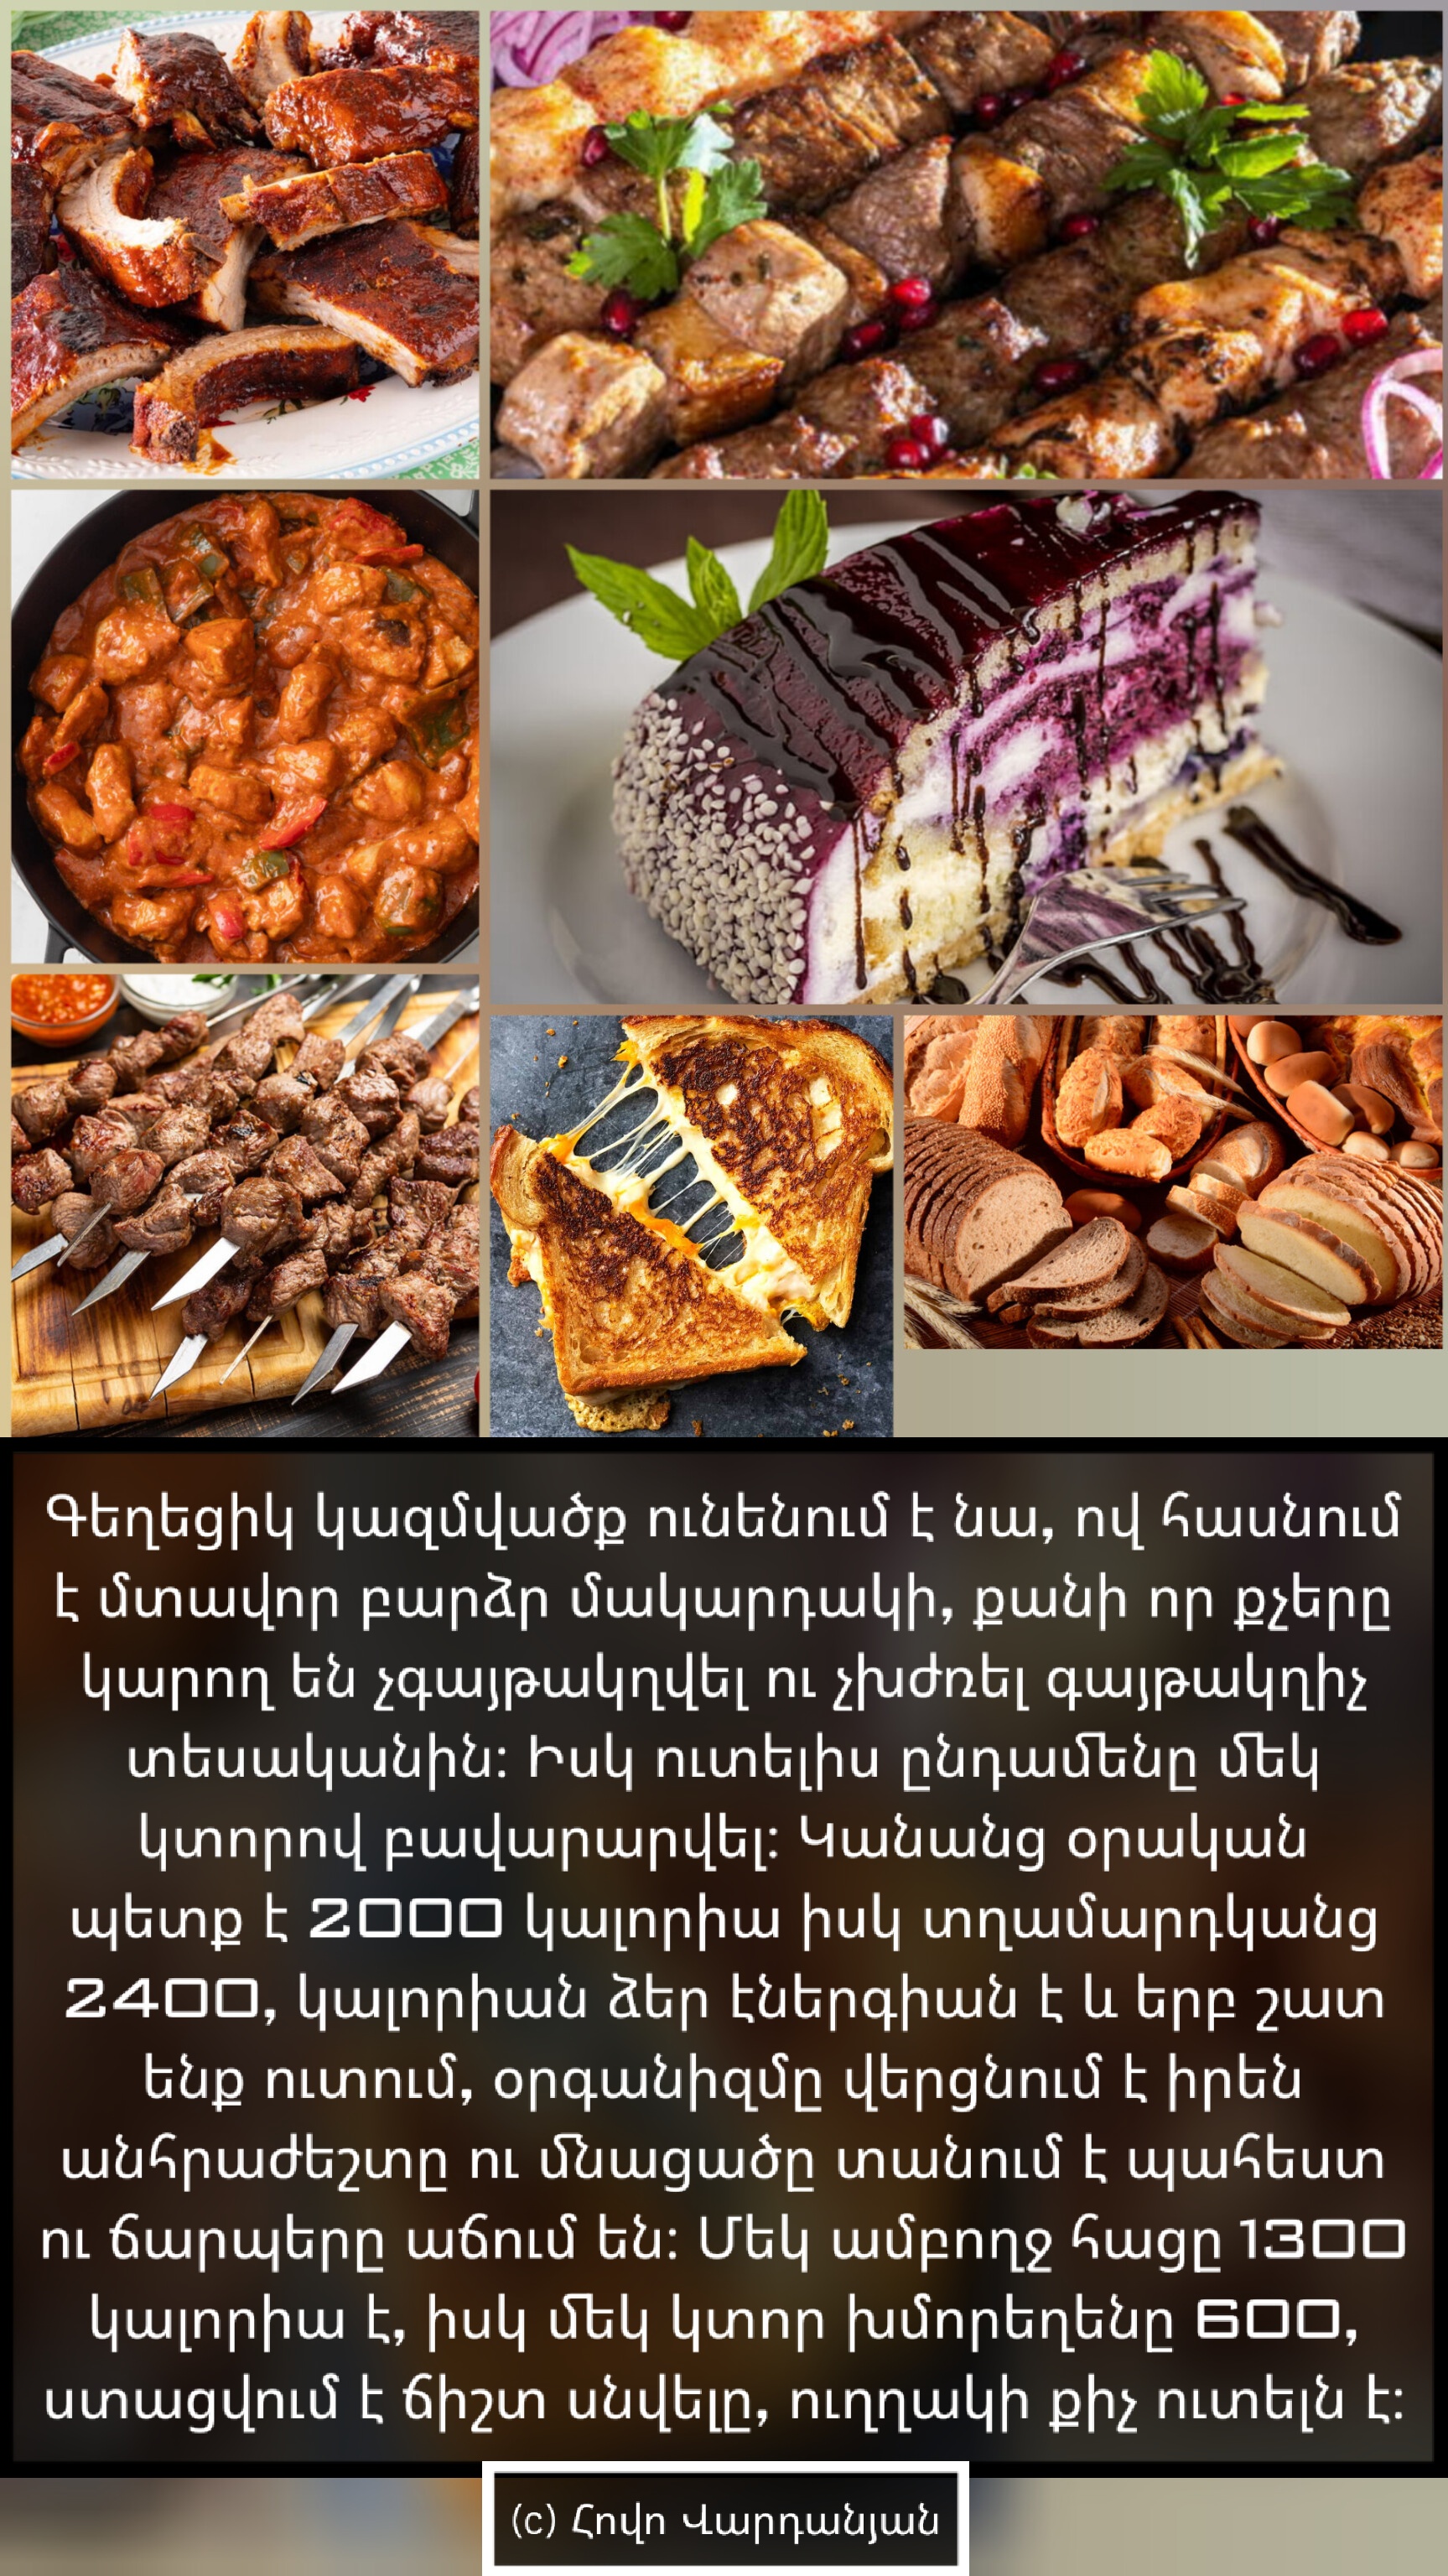 Գեղեցիկ կազմվածք ունենում է նա, ով հասնում
է մտավոր բարձր մակարդակի, քանի որ քչերը
կարող են չգայթակղվել ու չխժռել գայթակղիչ
տեսականին։ Իսկ ուտելիս ընդամենը մեկ
կտորով բավարարվել։ Կանանց օրական
պետք է 2000 կալորիա իսկ տղամարդկանց
2400, կալորիան ձեր էներգիան է և երբ շատ
ենք ուտում, օրգանիզմը վերցնում է իրեն
անհրաժեշտը ու մնացածը տանում է պահեստ
ու ճարպերը աճում են։ Մեկ ամբողջ հացը 1300
կալորիա է, իսկ մեկ կտոր խմորեղենը 600,
ստացվում է ճիշտ սնվելը, ուղղակի քիչ ուտելն է։
(c) Հովո Վարդանյան